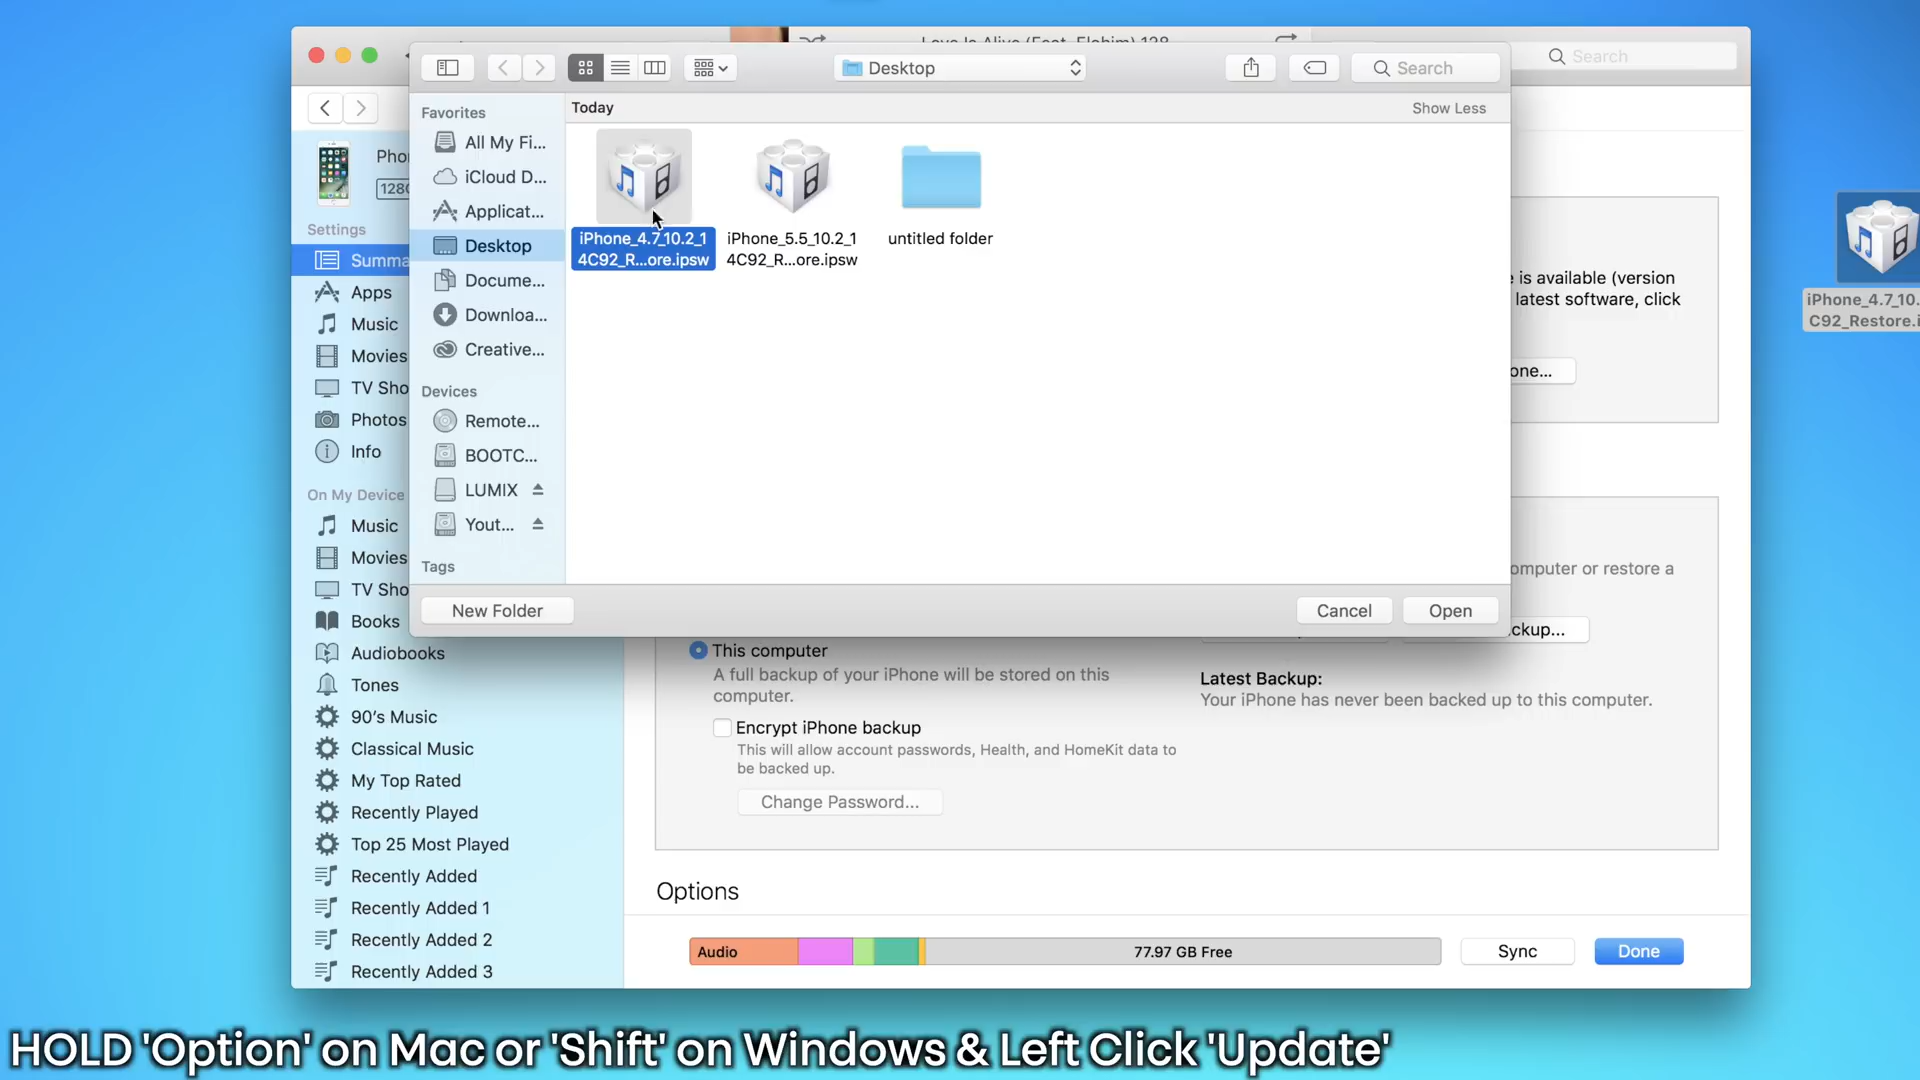 Love Is Alive (Feat. Elohim) 128
Search
Desktop
Search
Favorites
Today
Show Less
All My Fi...
iCloud D...
Applicat...
Desktop
Docume...
Downloa...
Creative...
Devices
Remote...
BOOTC...
LUMIX
Yout...
Tags
iPhone_4.7_10.2_1
4C92_R...ore.ipsw
iPhone_5.5_10.2_1
4C92_R...ore.ipsw
untitled folder
New Folder
Cancel
Open
Pho
128
Settings
Summa
Apps
Music
Movies
TV Sho
Photos
Info
On My Device
Music
Movies
TV Sho
Books
Audiobooks
Tones
90's Music
Classical Music
My Top Rated
Recently Played
Top 25 Most Played
Recently Added
Recently Added 1
Recently Added 2
Recently Added 3
is available (version
latest software, click
one...
omputer or restore a
ckup...
This computer
A full backup of your iPhone will be stored on this
computer.
Encrypt iPhone backup
This will allow account passwords, Health, and HomeKit data to
be backed up.
Change Password...
Latest Backup:
Your iPhone has never been backed up to this computer.
Options
Audio
77.97 GB Free
Sync
Done
iPhone_4.7_10.
C92_Restore.i
HOLD 'Option' on Mac or 'Shift' on Windows & Left Click 'Update'